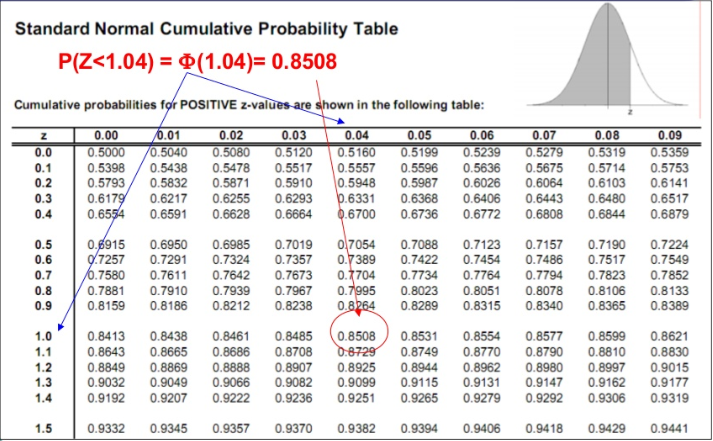 Standard Normal Cumulative Probability Table
P(Z<1.04) = Φ(1.04)= 0.8508
z
Cumulative probabilities for POSITIVE z-values are shown in the following table:
z 0.00 0.01 0.02 0.03 0.04 0.05 0.06 0.07 0.08 0.09
0.0 0.5000 0.5040 0.5080 0.5120 0.5160 0.5199 0.5239 0.5279 0.5319 0.5359
0.1 0.5398 0.5438 0.5478 0.5517 0.5557 0.5596 0.5636 0.5675 0.5714 0.5753
0.2 0.5793 0.5832 0.5871 0.5910 0.5948 0.5987 0.6026 0.6064 0.6103 0.6141
0.3 0.6179 0.6217 0.6255 0.6293 0.6331 0.6368 0.6406 0.6443 0.6480 0.6517
0.4 0.6554 0.6591 0.6628 0.6664 0.6700 0.6736 0.6772 0.6808 0.6844 0.6879
0.5 0.6915 0.6950 0.6985 0.7019 0.7054 0.7088 0.7123 0.7157 0.7190 0.7224
0.6 0.7257 0.7291 0.7324 0.7357 0.7389 0.7422 0.7454 0.7486 0.7517 0.7549
0.7 0.7580 0.7611 0.7642 0.7673 0.7704 0.7734 0.7764 0.7794 0.7823 0.7852
0.8 0.7881 0.7910 0.7939 0.7967 0.7995 0.8023 0.8051 0.8078 0.8106 0.8133
0.9 0.8159 0.8186 0.8212 0.8238 0.8264 0.8289 0.8315 0.8340 0.8365 0.8389
1.0 0.8413 0.8438 0.8461 0.8485 0.8508 0.8531 0.8554 0.8577 0.8599 0.8621
1.1 0.8643 0.8665 0.8686 0.8708 0.8729 0.8749 0.8770 0.8790 0.8810 0.8830
1.2 0.8849 0.8869 0.8888 0.8907 0.8925 0.8944 0.8962 0.8980 0.8997 0.9015
1.3 0.9032 0.9049 0.9066 0.9082 0.9099 0.9115 0.9131 0.9147 0.9162 0.9177
1.4 0.9192 0.9207 0.9222 0.9236 0.9251 0.9265 0.9279 0.9292 0.9306 0.9319
1.5 0.9332 0.9345 0.9357 0.9370 0.9382 0.9394 0.9406 0.9418 0.9429 0.9441